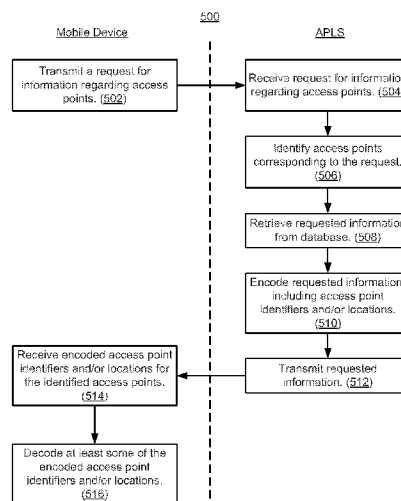 500
Mobile Device
APLS
Transmit a request for
information regarding access
points. (502)
Receive request for information
regarding access points. (504)
Identify access points
corresponding to the request.
(506)
Retrieve requested information
from database. (508)
Encode requested information
including access point
identifiers and/or locations.
(510)
Transmit requested
information. (512)
Receive encoded access point
identifiers and/or locations for
the identified access points.
(514)
Decode at least some of the
encoded access point
identifiers and/or locations.
(516)